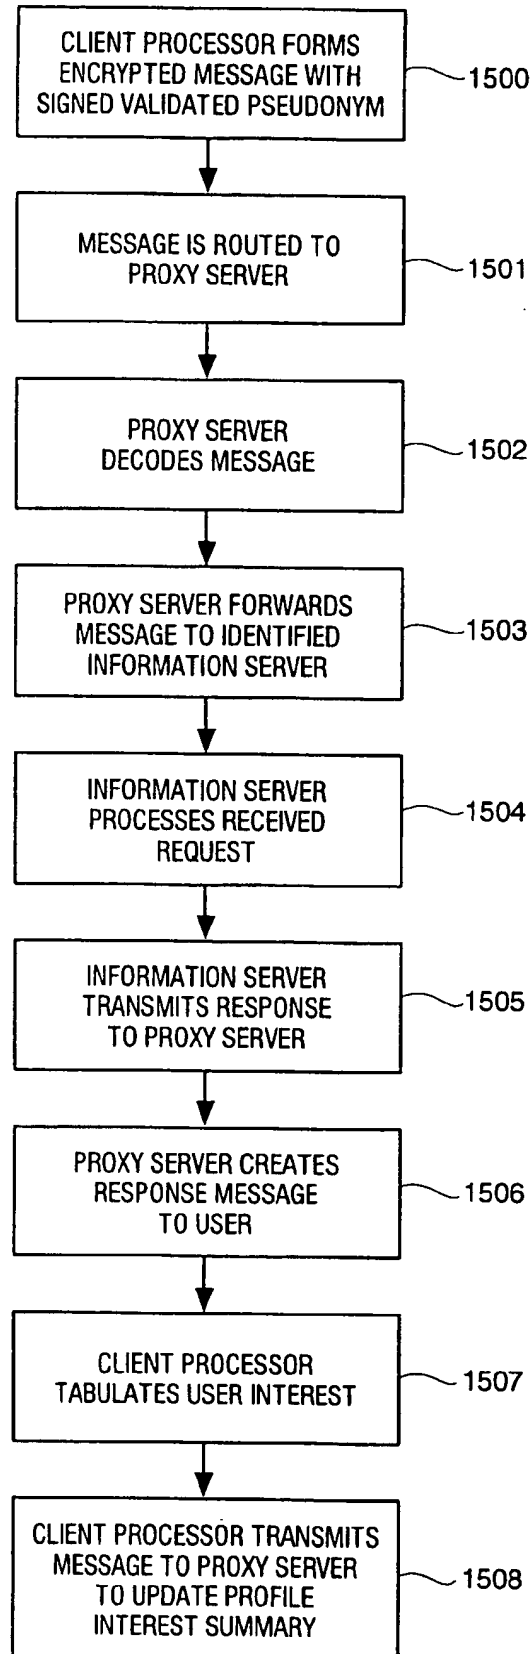 CLIENT PROCESSOR FORMS
ENCRYPTED MESSAGE WITH
SIGNED VALIDATED PSEUDONYM
1500
MESSAGE IS ROUTED TO
PROXY SERVER
1501
PROXY SERVER
DECODES MESSAGE
1502
PROXY SERVER FORWARDS
MESSAGE TO IDENTIFIED
INFORMATION SERVER
1503
INFORMATION SERVER
PROCESSES RECEIVED
REQUEST
1504
INFORMATION SERVER
TRANSMITS RESPONSE
TO PROXY SERVER
1505
PROXY SERVER CREATES
RESPONSE MESSAGE
TO USER
1506
CLIENT PROCESSOR
TABULATES USER INTEREST
1507
CLIENT PROCESSOR TRANSMITS
MESSAGE TO PROXY SERVER
TO UPDATE PROFILE
INTEREST SUMMARY
1508